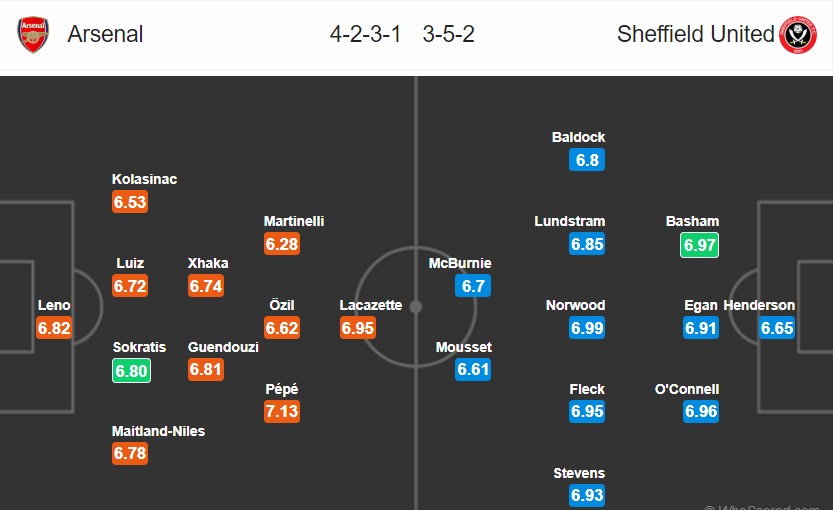 Arsenal 4-2-3-1 3-5-2 Sheffield United
Baldock
6.8
Kolasinac
6.53
Martinelli
6.28
Lundstram
6.85
Basham
6.97
Luiz
6.72
Xhaka
6.74
McBurnie
6.7
Leno
6.82
Özil
6.62
Lacazette
6.95
Norwood
6.99
Egan
6.91
Henderson
6.65
Sokratis
6.80
Guendouzi
6.81
Mousset
6.61
Pépé
7.13
Fleck
6.95
O'Connell
6.96
Maitland-Niles
6.78
Stevens
6.93
© WhoScored.com